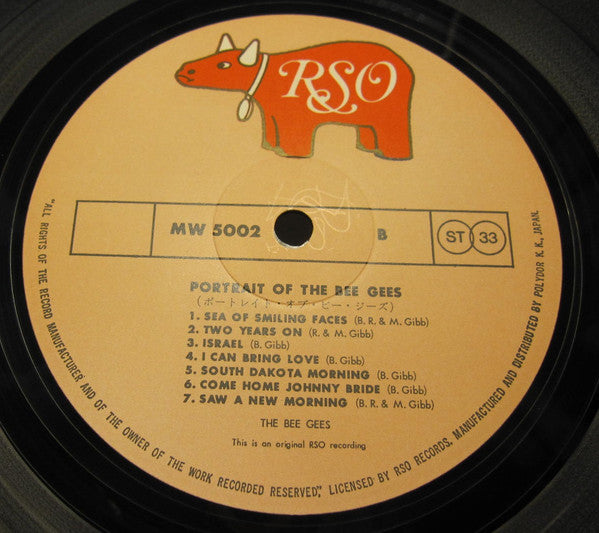 RSO
MW 5002 B ST 33
PORTRAIT OF THE BEE GEES
(ポートレイト・オブ・ビー・ジーズ)
1. SEA OF SMILING FACES (B. R. & M. Gibb)
2. TWO YEARS ON (R. & M. Gibb)
3. ISRAEL (B. Gibb)
4. I CAN BRING LOVE (B. Gibb)
5. SOUTH DAKOTA MORNING (B. Gibb)
6. COME HOME JOHNNY BRIDE (B. Gibb)
7. SAW A NEW MORNING (B. R. & M. Gibb)
THE BEE GEES
This is an original RSO recording
"ALL RIGHTS OF THE RECORD MANUFACTURER AND OF THE OWNER OF THE WORK RECORDED RESERVED," LICENSED BY RSO RECORDS. MANUFACTURED AND DISTRIBUTED BY POLYDOR K. K., JAPAN.